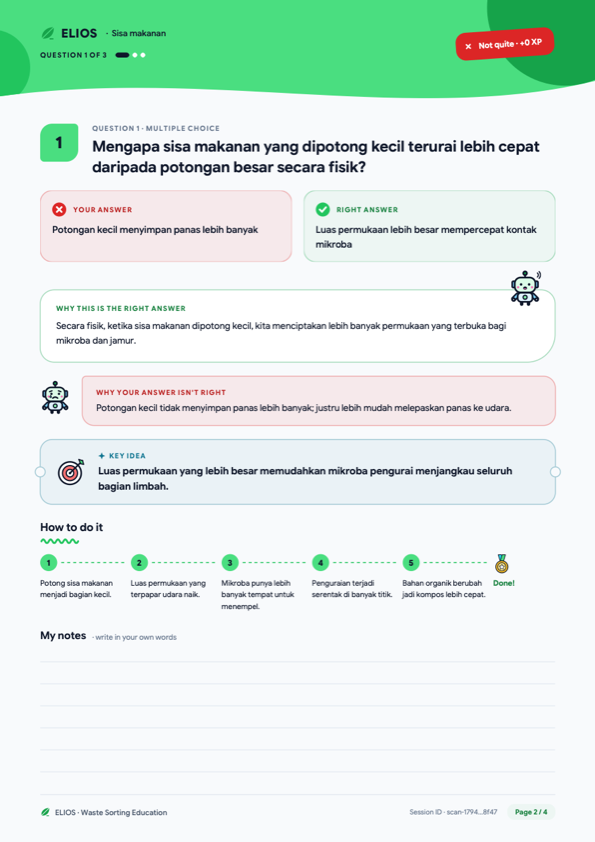 ELIOS · Sisa makanan
QUESTION 1 OF 3
× Not quite · +0 XP
1
QUESTION 1 · MULTIPLE CHOICE
Mengapa sisa makanan yang dipotong kecil terurai lebih cepat
daripada potongan besar secara fisik?
YOUR ANSWER
Potongan kecil menyimpan panas lebih banyak
RIGHT ANSWER
Luas permukaan lebih besar mempercepat kontak
mikroba
WHY THIS IS THE RIGHT ANSWER
Secara fisik, ketika sisa makanan dipotong kecil, kita menciptakan lebih banyak permukaan yang terbuka bagi
mikroba dan jamur.
WHY YOUR ANSWER ISN'T RIGHT
Potongan kecil tidak menyimpan panas lebih banyak; justru lebih mudah melepaskan panas ke udara.
KEY IDEA
Luas permukaan yang lebih besar memudahkan mikroba pengurai menjangkau seluruh
bagian limbah.
How to do it
1
Potong sisa makanan
menjadi bagian kecil.
2
Luas permukaan yang
terpapar udara naik.
3
Mikroba punya lebih
banyak tempat untuk
menempel.
4
Penguraian terjadi
serentak di banyak titik.
5
Bahan organik berubah
jadi kompos lebih cepat.
Done!
My notes · write in your own words
ELIOS · Waste Sorting Education
Session ID · scan-1794...8f47
Page 2 / 4